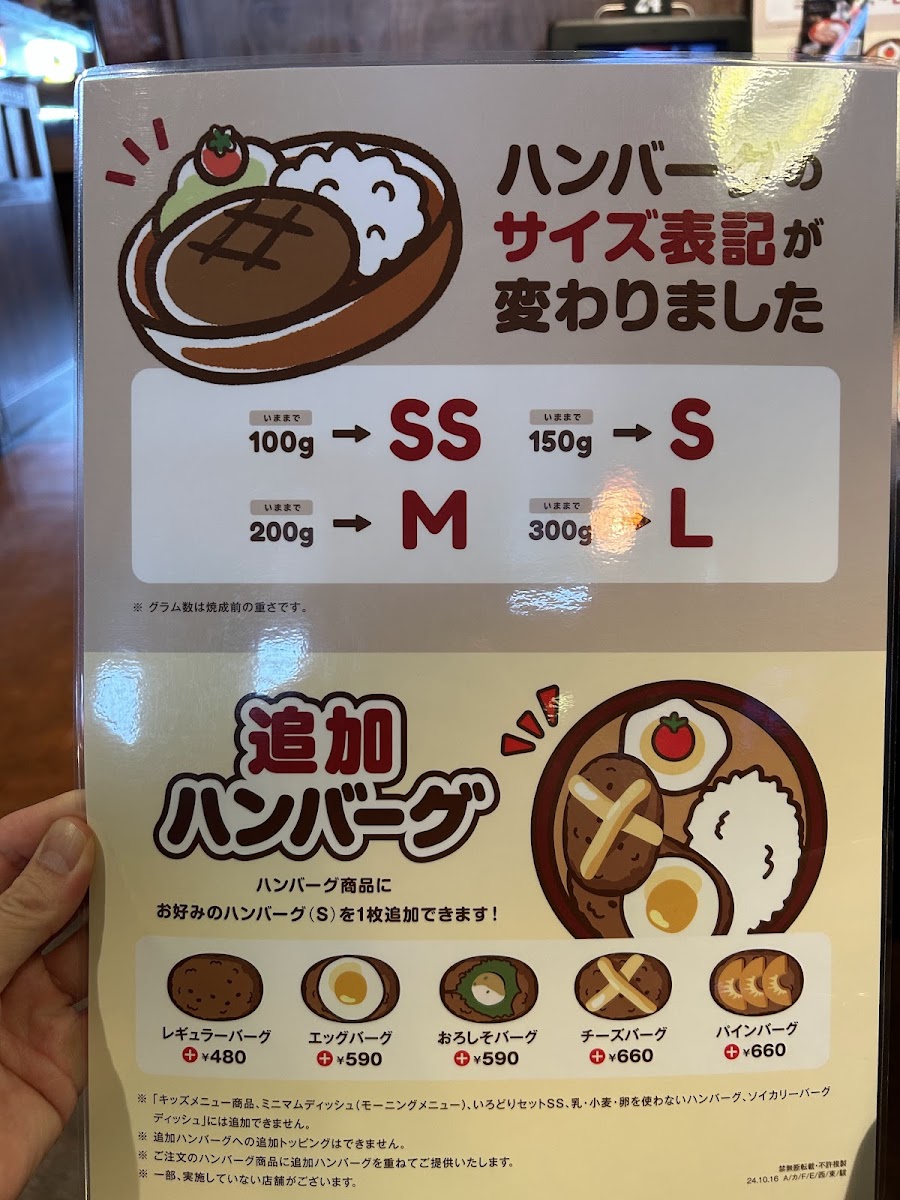 ハンバーグの
サイズ表記が
変わりました
いままで
100g → SS
いままで
150g → S
いままで
200g → M
いままで
300g → L
※ グラム数は焼成前の重さです。
追加
ハンバーグ
ハンバーグ商品に
お好みのハンバーグ(S)を1枚追加できます!
レギュラーバーグ
+¥480
エッグバーグ
+¥590
おろしそバーグ
+¥590
チーズバーグ
+¥660
パインバーグ
+¥660
※ 「キッズメニュー商品、ミニマムディッシュ(モーニングメニュー)、いろどりセットSS、乳・小麦・卵を使わないハンバーグ、ソイカリーバーグ
ディッシュ」には追加できません。
※ 追加ハンバーグへの追加トッピングはできません。
※ ご注文のハンバーグ商品に追加ハンバーグを重ねてご提供いたします。
※ 一部、実施していない店舗がございます。
禁無断転載・不許複製
24.10.16 A/カ/F/E/西/東/駅